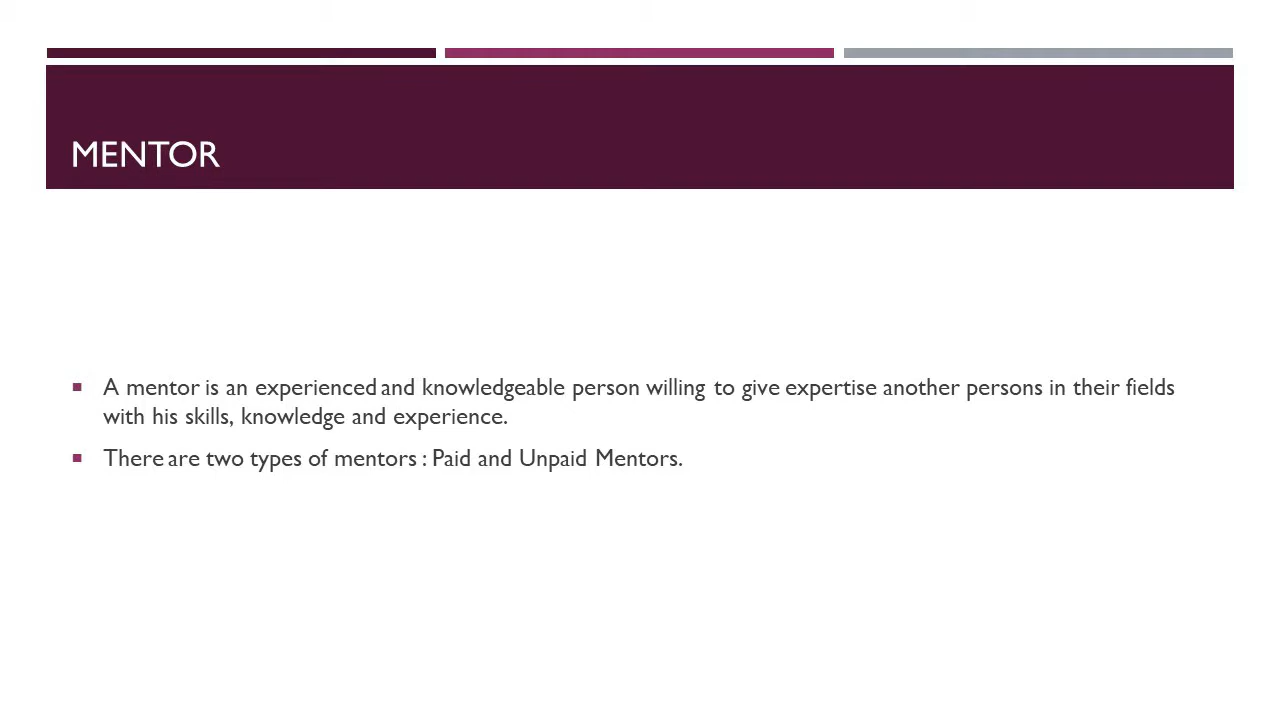 MENTOR
A mentor is an experienced and knowledgeable person willing to give expertise another persons in their fields
with his skills, knowledge and experience.
There are two types of mentors : Paid and Unpaid Mentors.